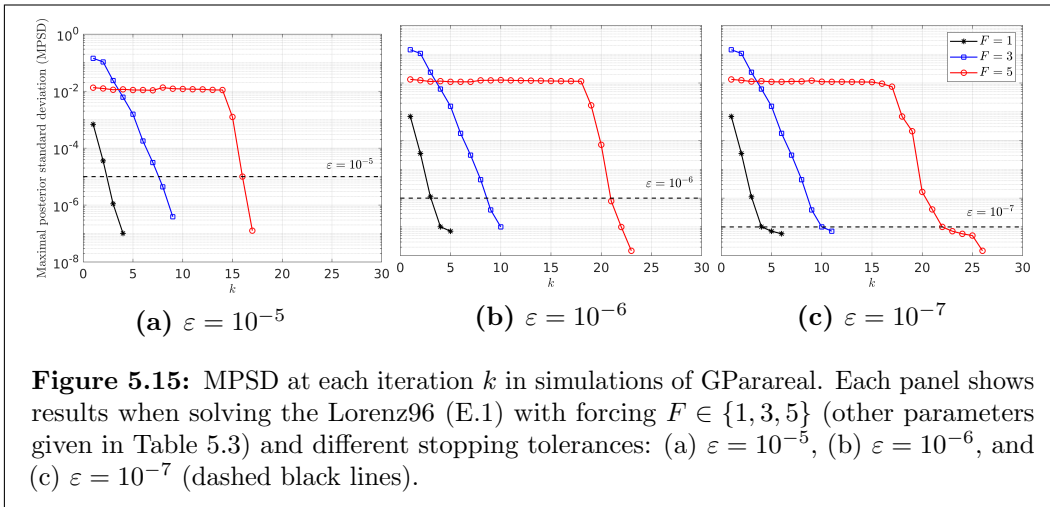 Maximal posterior standard deviation (MPSD)
10^0
10^{-2}
10^{-4}
10^{-6}
10^{-8}
ε = 10^{-5}
0 5 10 15 20 25 30
k
(a) ε = 10^{-5}
ε = 10^{-6}
0 5 10 15 20 25 30
k
(b) ε = 10^{-6}
F = 1
F = 3
F = 5
ε = 10^{-7}
0 5 10 15 20 25 30
k
(c) ε = 10^{-7}
Figure 5.15: MPSD at each iteration k in simulations of GParareal. Each panel shows
results when solving the Lorenz96 (E.1) with forcing F ∈ {1, 3, 5} (other parameters
given in Table 5.3) and different stopping tolerances: (a) ε = 10^{-5}, (b) ε = 10^{-6}, and
(c) ε = 10^{-7} (dashed black lines).